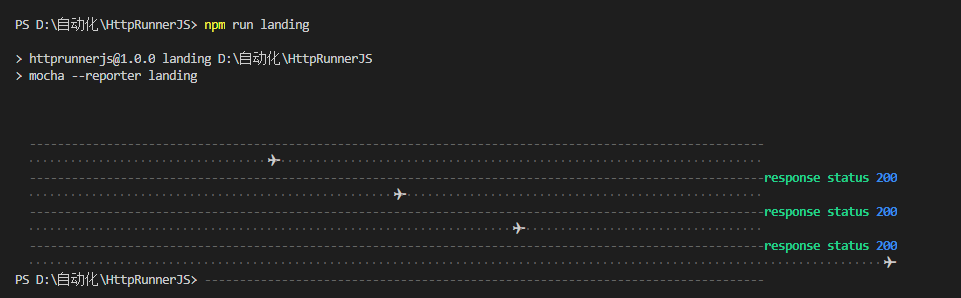 PS D:\自动化\HttpRunnerJS> npm run landing
> httprunnerjs@1.0.0 landing D:\自动化\HttpRunnerJS
> mocha --reporter landing
response status 200
response status 200
response status 200
PS D:\自动化\HttpRunnerJS>